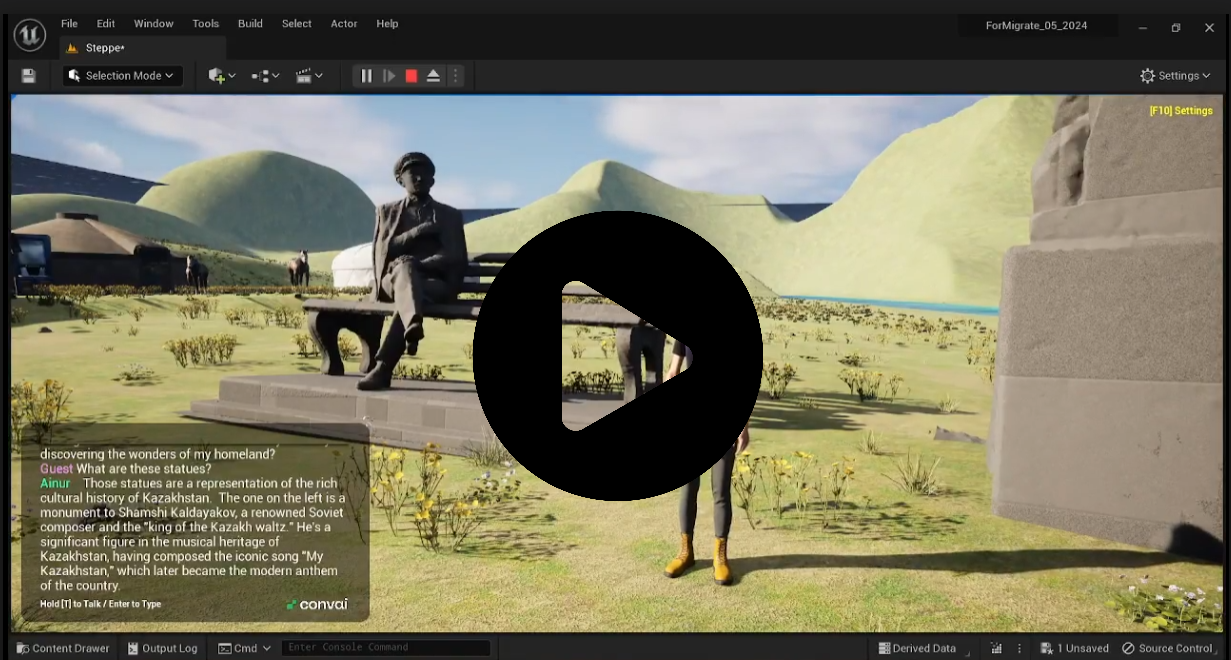 File Edit Window Tools Build Select Actor Help
ForMigrate_05_2024
Steppe*
Selection Mode
Settings
[F10] Settings
discovering the wonders of my homeland?
Guest What are these statues?
Ainur Those statues are a representation of the rich
cultural history of Kazakhstan. The one on the left is a
monument to Shamshi Kaldayakov, a renowned Soviet
composer and the "king of the Kazakh waltz." He's a
significant figure in the musical heritage of
Kazakhstan, having composed the iconic song "My
Kazakhstan," which later became the modern anthem
of the country.
Hold [T] to Talk / Enter to Type
convai
Content Drawer Output Log Cmd Enter Console Command Derived Data 1 Unsaved Source Control